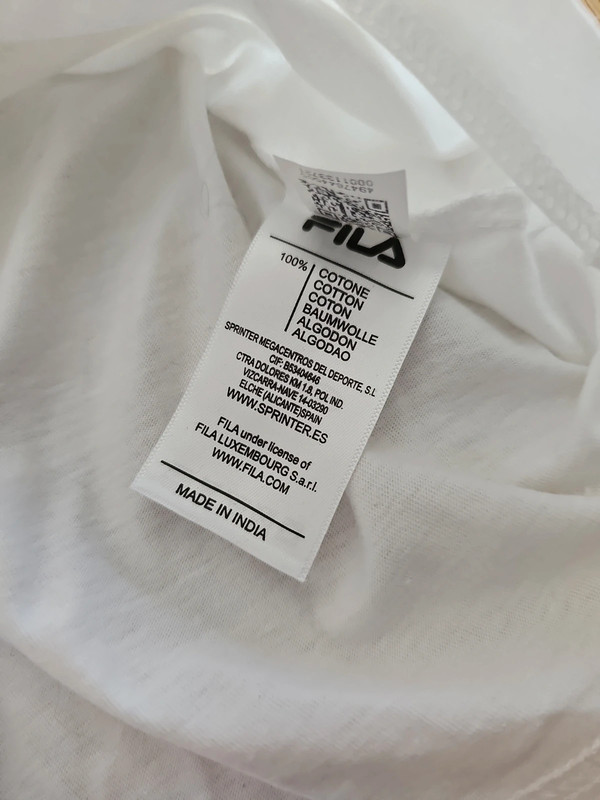 FILA
100% COTONE
COTTON
COTON
BAUMWOLLE
ALGODON
ALGODAO
SPRINTER MEGACENTROS DEL DEPORTE, S.L
CIF: B53404646
CTRA DOLORES KM 1.8, POL IND.
VIZCARRA-NAVE 14-03290
ELCHE (ALICANTE)SPAIN
WWW.SPRINTER.ES
FILA under license of
FILA LUXEMBOURG S.a.r.l.
WWW.FILA.COM
MADE IN INDIA